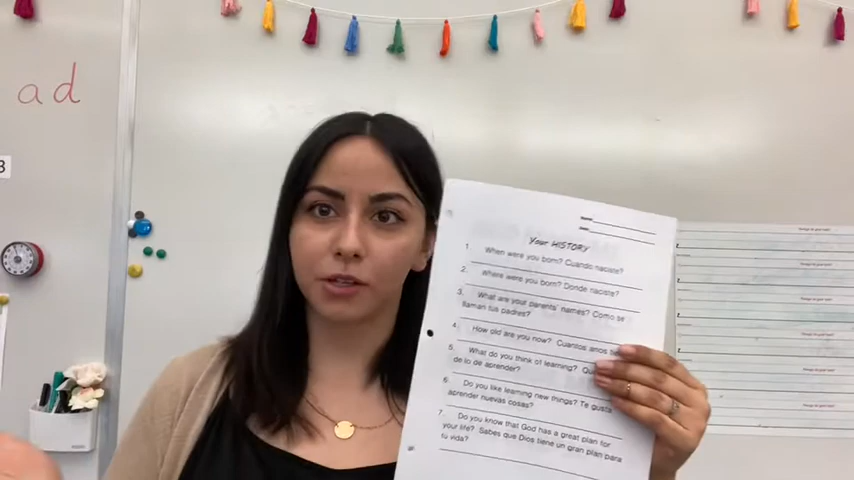 a d
Your HISTORY
1. When were you born? Cuando naciste
2. Where were you born? Donde naciste
3. What are your parents' names? Como se
llaman tus padres?
4. How old are you now? Cuantos anos
5. What do you think of learning?
de lo de aprender?
6. Do you like learning new things? Te gusta
aprender nuevas cosas
7. Do you know that God has a great plan for
your life? Sabes que Dios tiene un gran plan para
tu vida?